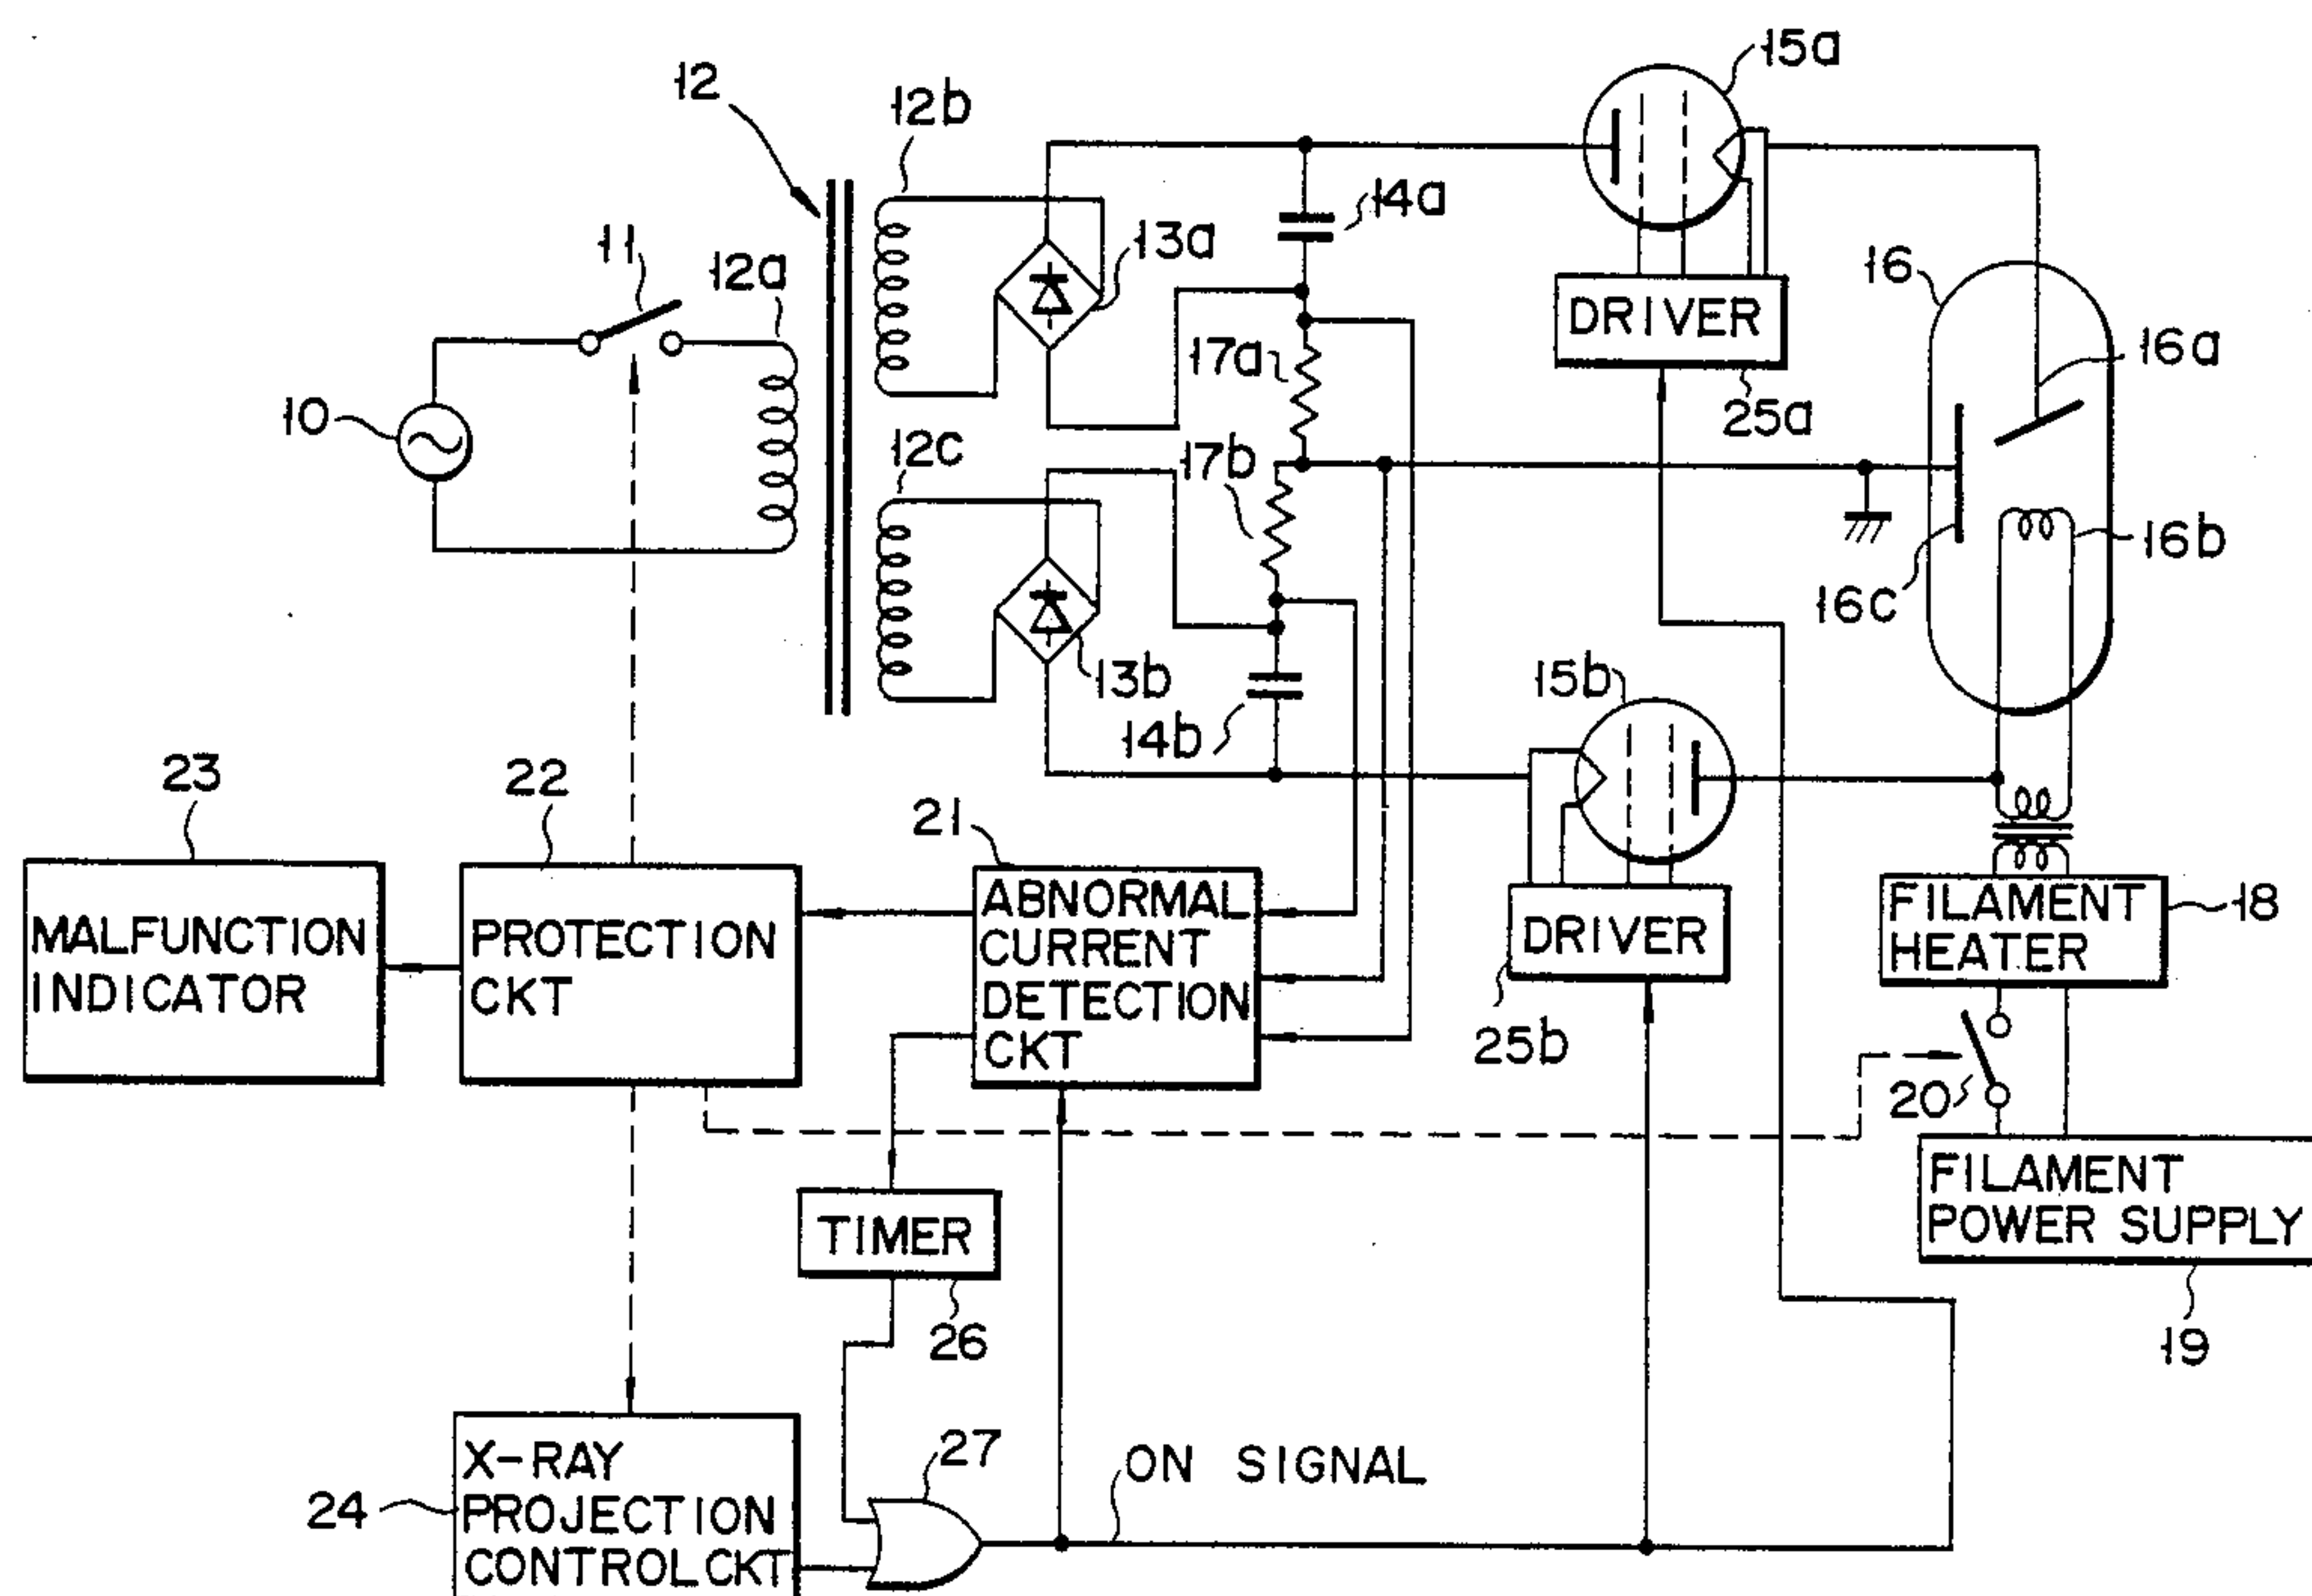 15a
12
12b
14a
13a
11
12a
16
DRIVER
16a
17a
10
25a
12c
17b
16b
16c
13b
15b
14b
23
22
21
MALFUNCTION
INDICATOR
PROTECTION
CKT
ABNORMAL
CURRENT
DETECTION
CKT
DRIVER
FILAMENT
HEATER
18
25b
20
TIMER
FILAMENT
POWER SUPPLY
26
19
X-RAY
PROJECTION
CONTROL CKT
24
27
ON SIGNAL